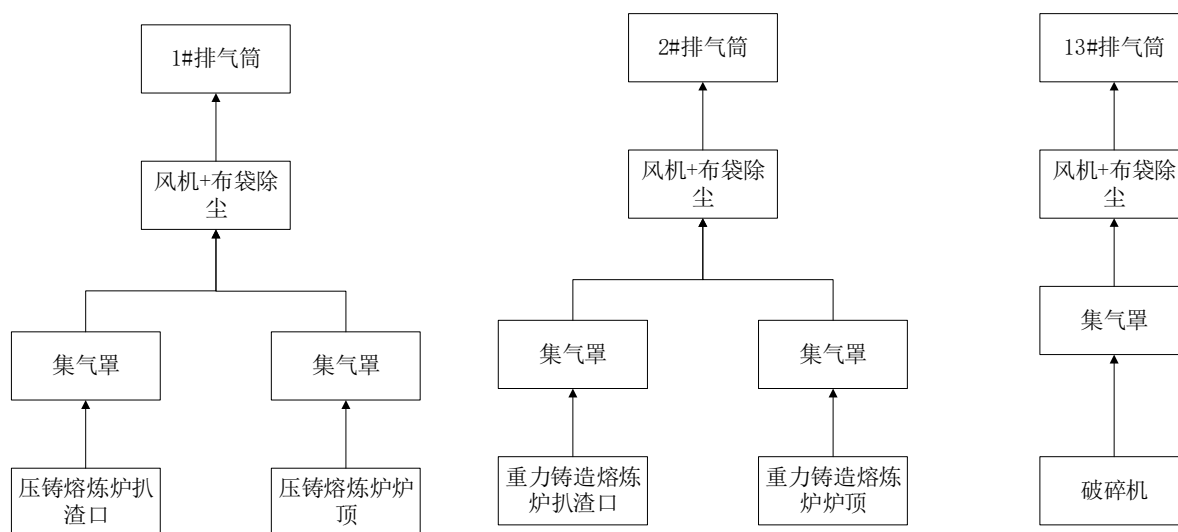 1#排气筒
2#排气筒
13#排气筒
风机+布袋除
尘
风机+布袋除
尘
风机+布袋除
尘
集气罩
集气罩
集气罩
集气罩
集气罩
压铸熔炼炉扒
渣口
压铸熔炼炉炉
顶
重力铸造熔炼
炉扒渣口
重力铸造熔炼
炉炉顶
破碎机